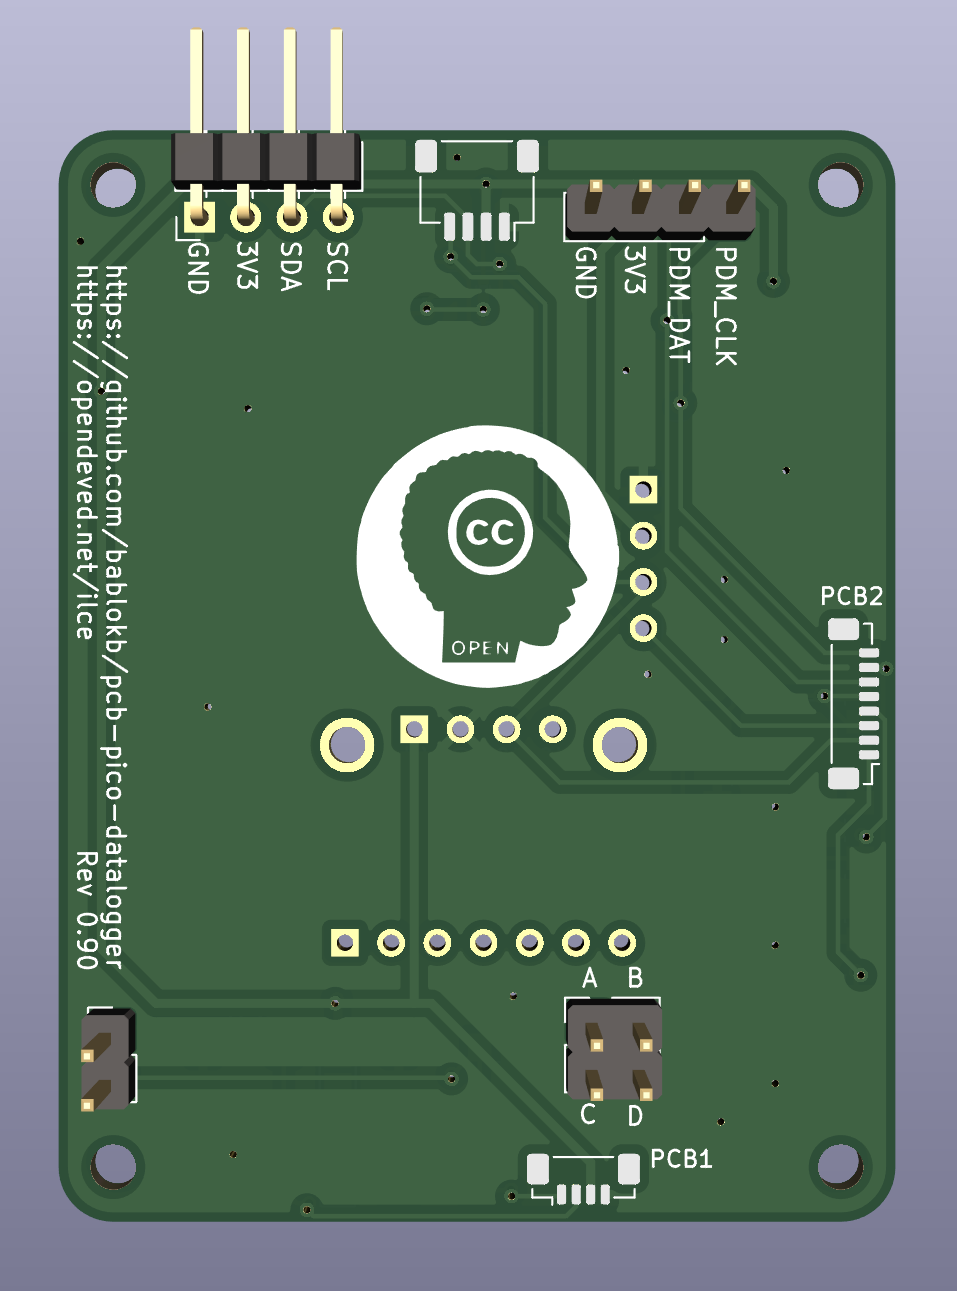 GND
3V3
SDA
SCL
GND
3V3
PDM_DAT
PDM_CLK
https://github.com/bablokb/pcb-pico-datalogger
https://opendeved.net/ilce
Rev 0.90
CC
OPEN
PCB2
A
B
C
D
PCB1